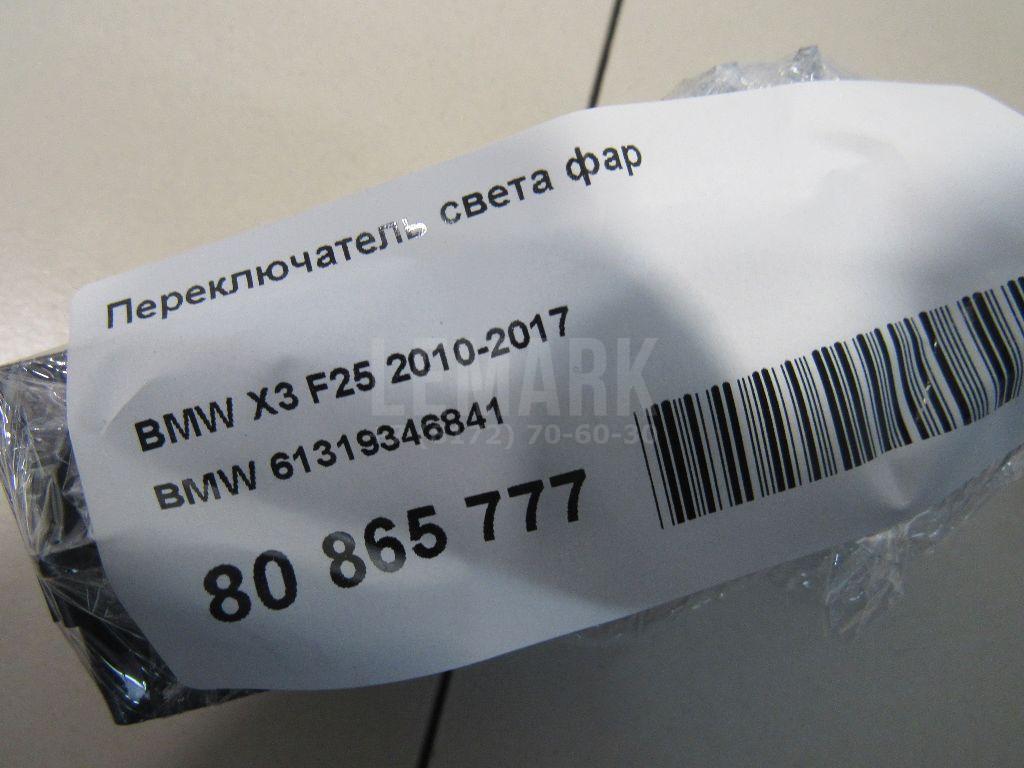 Переключатель света фар
BMW X3 F25 2010-2017
BMW 61319346841
80 865 777
LEMARK
70-60-30